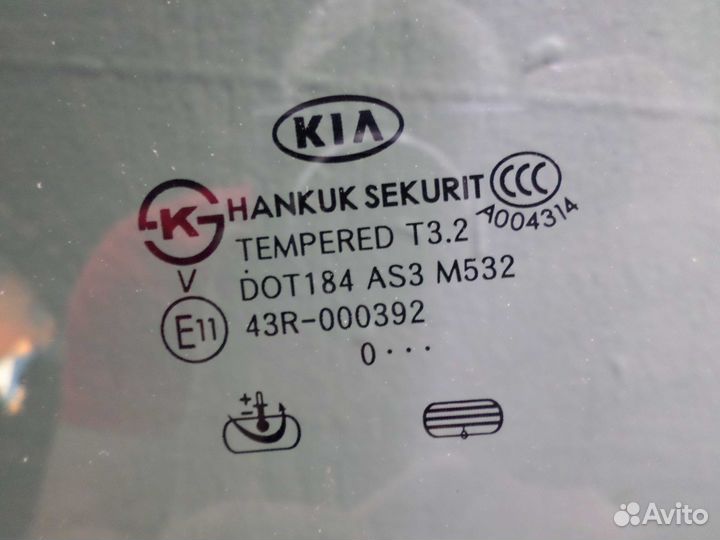 KIA
HANKUK SEKURIT CCC
A004314
TEMPERED T3.2
V DOT184 AS3 M532
E11 43R-000392
0···
+
−
Avito